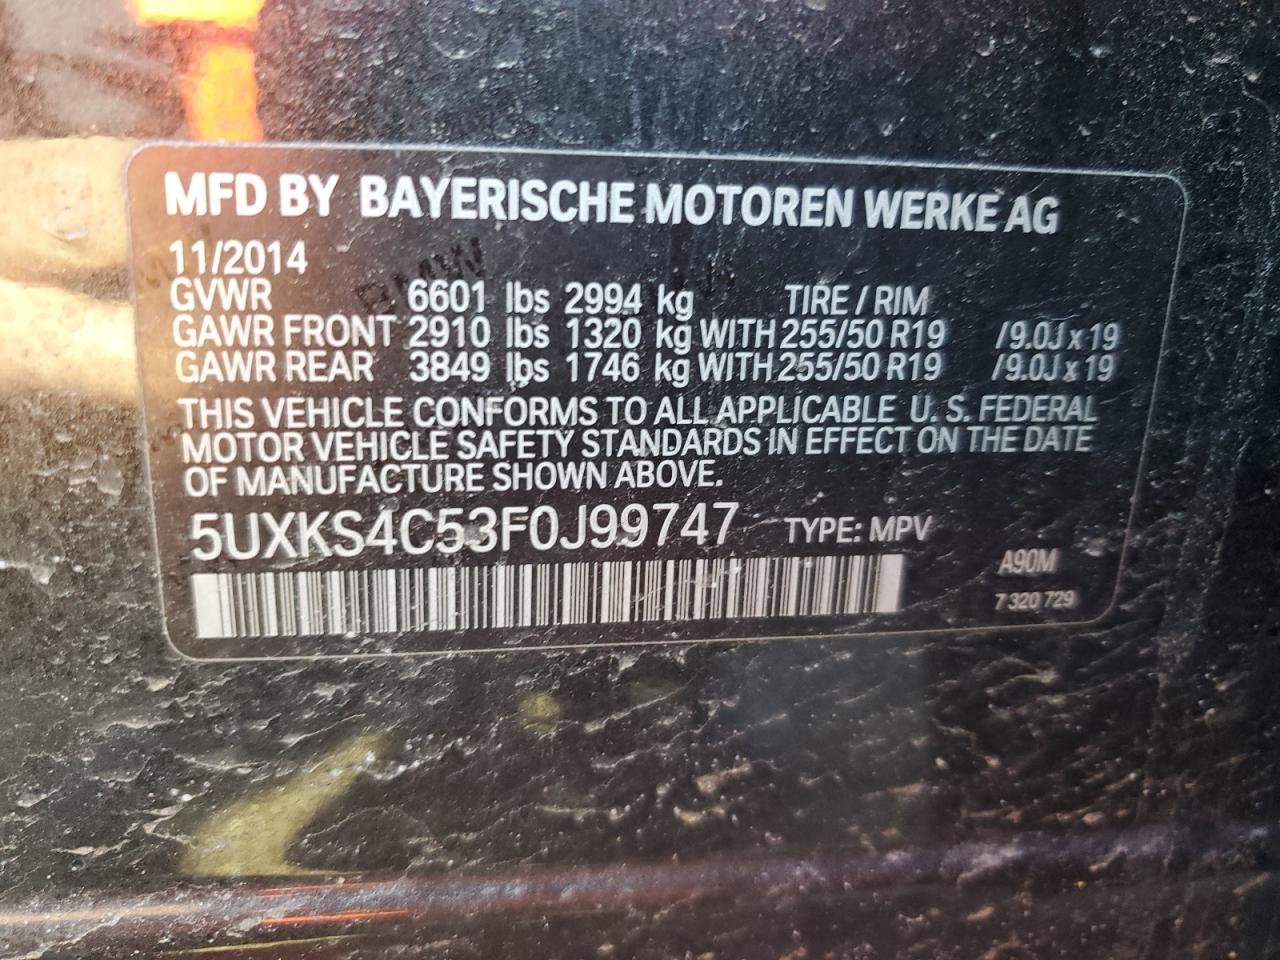 MFD BY BAYERISCHE MOTOREN WERKE AG
11/2014
GVWR 6601 lbs 2994 kg TIRE / RIM
GAWR FRONT 2910 lbs 1320 kg WITH 255/50 R19 /9.0J x 19
GAWR REAR 3849 lbs 1746 kg WITH 255/50 R19 /9.0J x 19
THIS VEHICLE CONFORMS TO ALL APPLICABLE U. S. FEDERAL
MOTOR VEHICLE SAFETY STANDARDS IN EFFECT ON THE DATE
OF MANUFACTURE SHOWN ABOVE.
5UXKS4C53F0J99747 TYPE: MPV
A90M
7 320 729